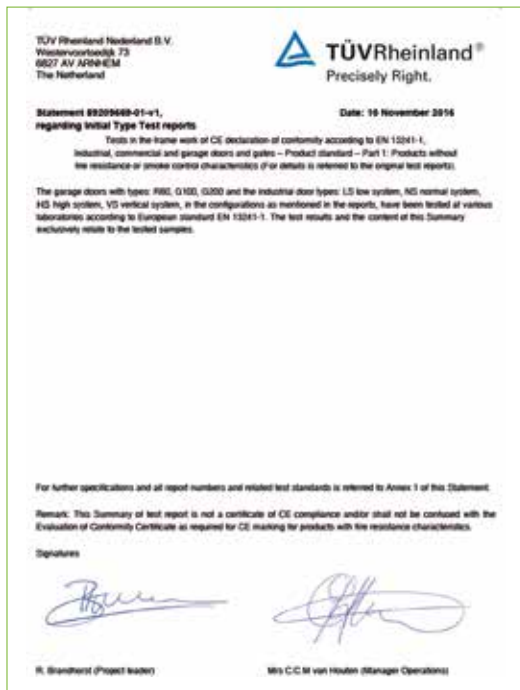 TÜV Rheinland Nederland B.V.
Westervoortsedijk 73
6827 AV ARNHEM
The Netherland
TÜVRheinland®
Precisely Right.
Statement 89209669-01-v1,
Date: 16 November 2016
regarding Initial Type Test reports
Tests in the frame work of CE declaration of conformity according to EN 13241-1,
Industrial, commercial and garage doors and gates – Product standard – Part 1: Products without
fire resistance or smoke control characteristics (For details is referred to the original test reports).
The garage doors with types: R60, G100, G200 and the industrial door types: LS low system, NS normal system,
HS high system, VS vertical system, in the configurations as mentioned in the reports, have been tested at various
laboratories according to European standard EN 13241-1. The test results and the content of this Summary
exclusively relate to the tested samples.
For further specifications and all report numbers and related test standards is referred to Annex 1 of this Statement.
Remark: This Summary of test report is not a certificate of CE compliance and/or shall not be confused with the
Evaluation of Conformity Certificate as required for CE marking for products with fire resistance characteristics.
Signatures
R. Brandhorst (Project leader)
Mrs C.C.M van Houten (Manager Operations)